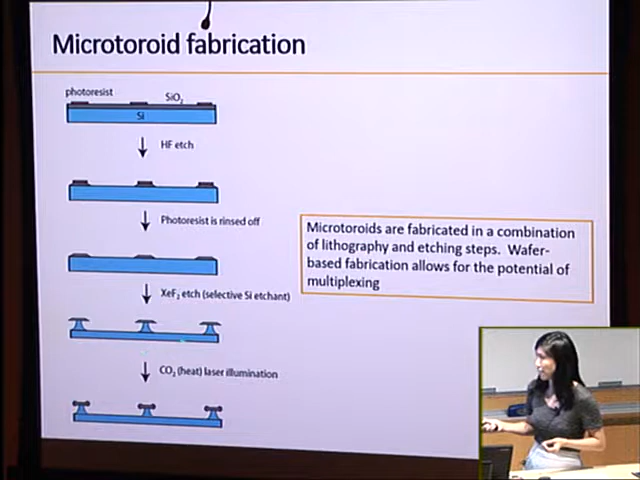 Microtoroid fabrication
photoresist
SiO2
Si
HF etch
Photoresist is rinsed off
Microtoroids are fabricated in a combination
of lithography and etching steps. Wafer-
based fabrication allows for the potential of
multiplexing
XeF2 etch (selective Si etchant)
CO2 (heat) laser illumination